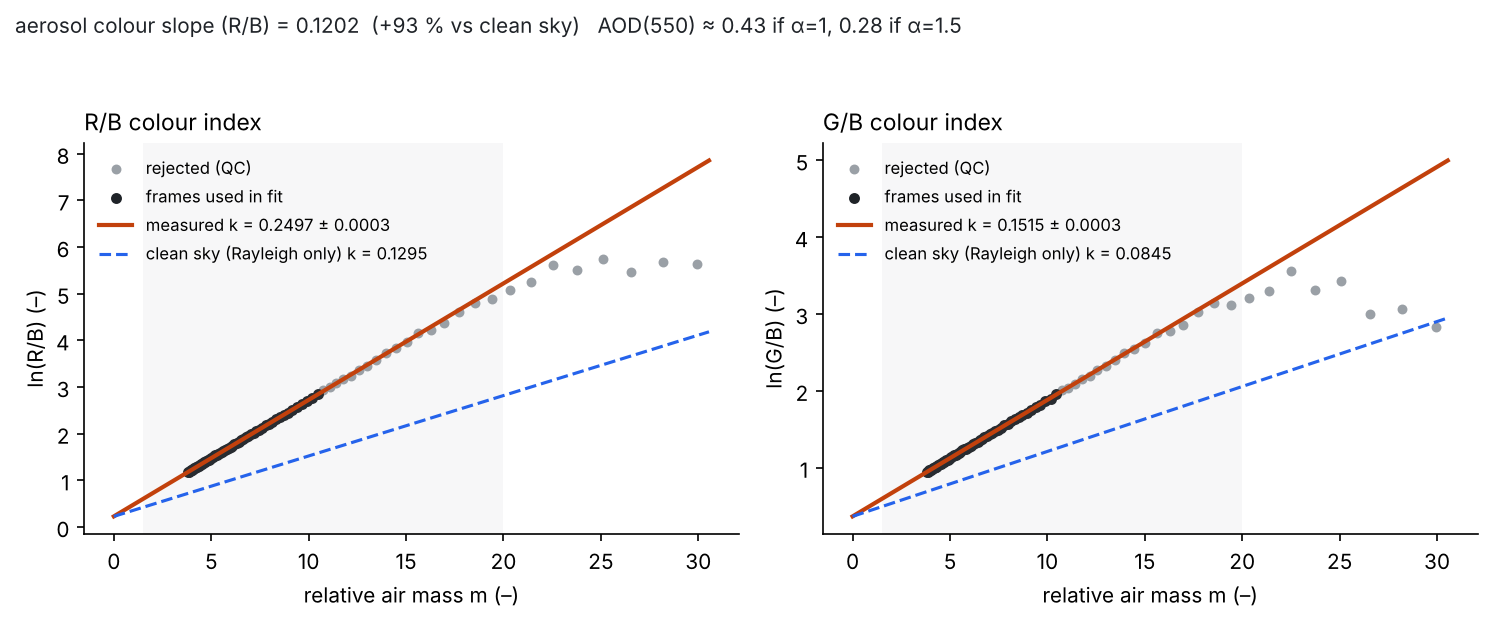 aerosol colour slope (R/B) = 0.1202  (+93 % vs clean sky)   AOD(550) ≈ 0.43 if α=1, 0.28 if α=1.5
R/B colour index
rejected (QC)
frames used in fit
measured k = 0.2497 ± 0.0003
clean sky (Rayleigh only) k = 0.1295
ln(R/B) (–)
8
7
6
5
4
3
2
1
0
0 5 10 15 20 25 30
relative air mass m (–)
G/B colour index
rejected (QC)
frames used in fit
measured k = 0.1515 ± 0.0003
clean sky (Rayleigh only) k = 0.0845
ln(G/B) (–)
5
4
3
2
1
0 5 10 15 20 25 30
relative air mass m (–)